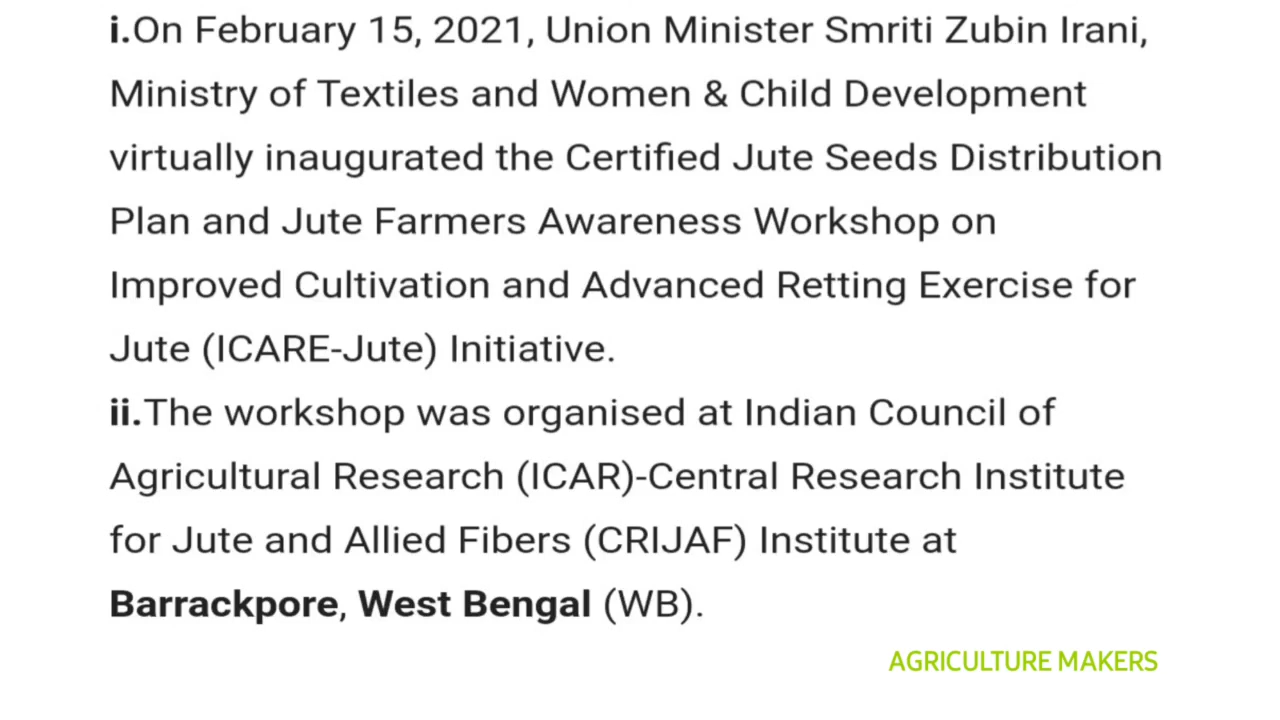 i.On February 15, 2021, Union Minister Smriti Zubin Irani,
Ministry of Textiles and Women & Child Development
virtually inaugurated the Certified Jute Seeds Distribution
Plan and Jute Farmers Awareness Workshop on
Improved Cultivation and Advanced Retting Exercise for
Jute (ICARE-Jute) Initiative.
ii.The workshop was organised at Indian Council of
Agricultural Research (ICAR)-Central Research Institute
for Jute and Allied Fibers (CRIJAF) Institute at
Barrackpore, West Bengal (WB).
AGRICULTURE MAKERS